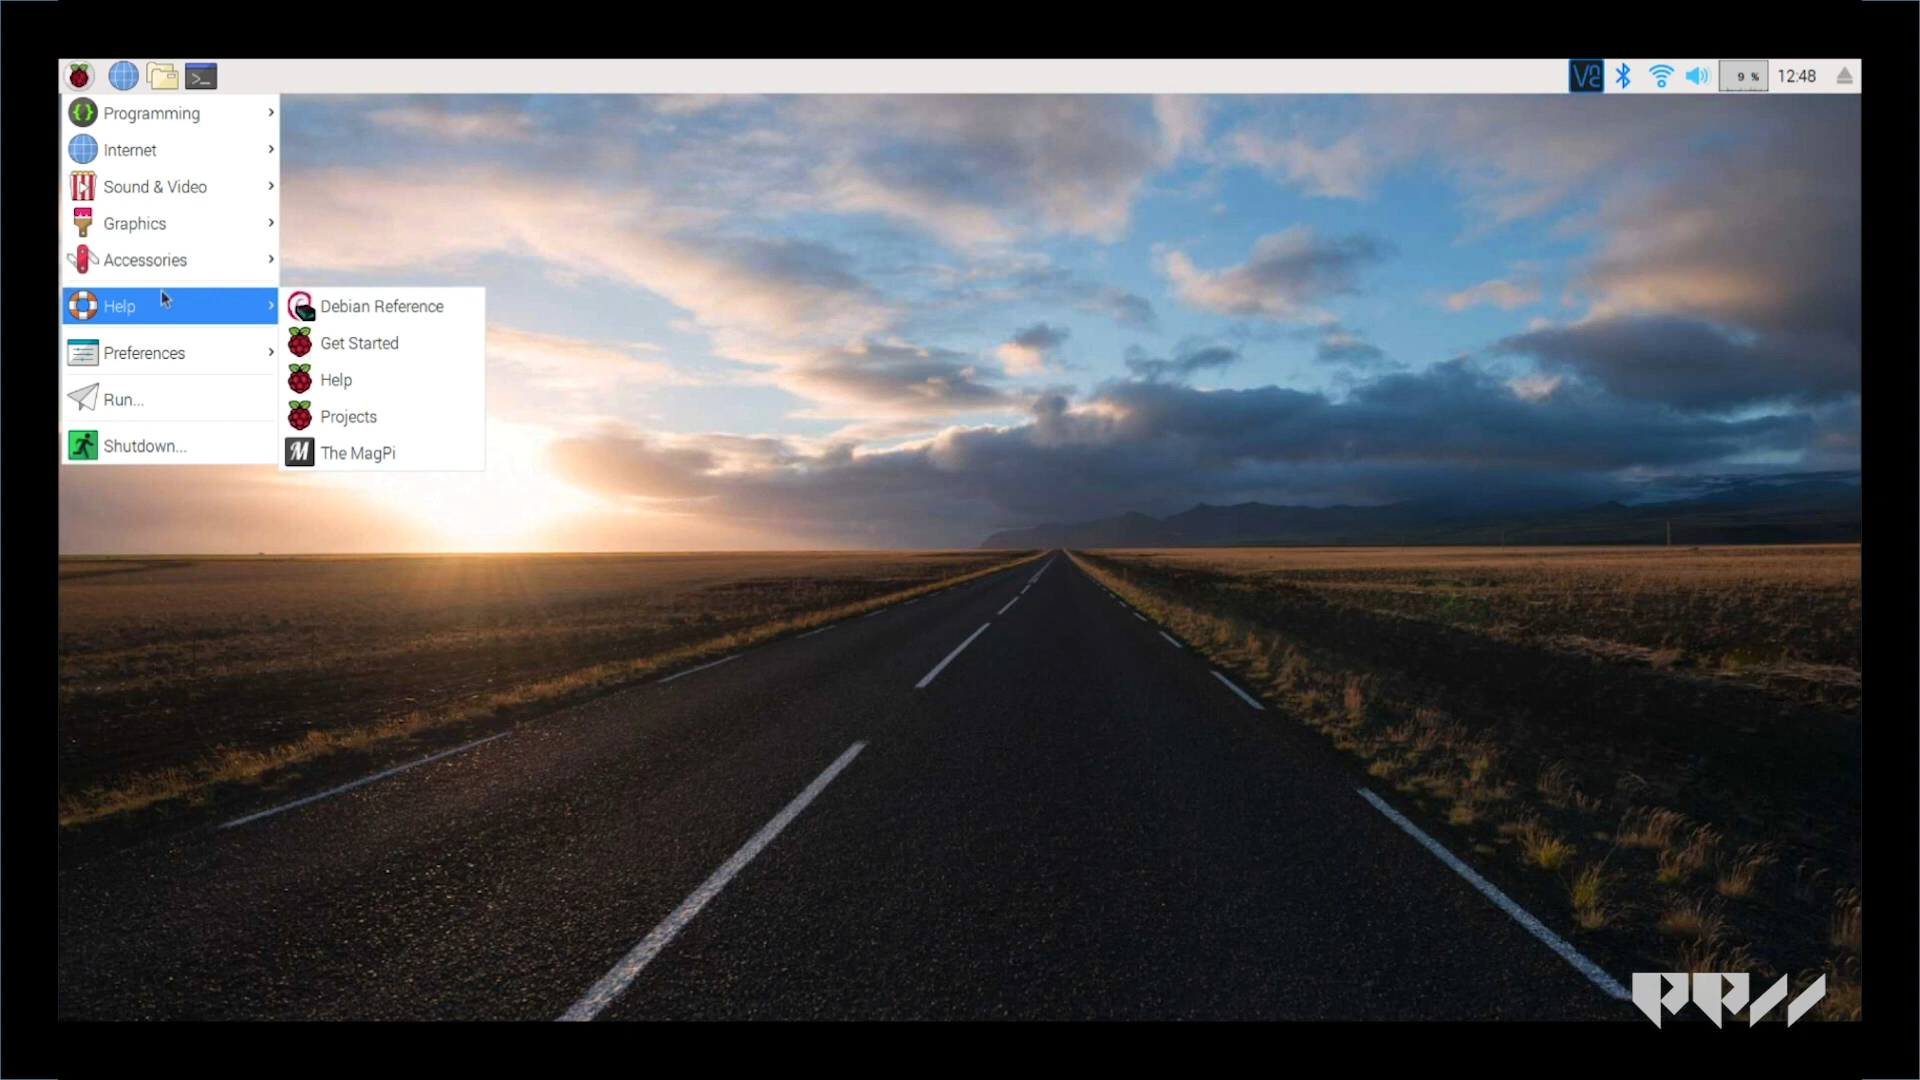 >_
V2
9 %
12:48
Programming
Internet
Sound & Video
Graphics
Accessories
Help
Preferences
Run...
Shutdown...
Debian Reference
Get Started
Help
Projects
M The MagPi